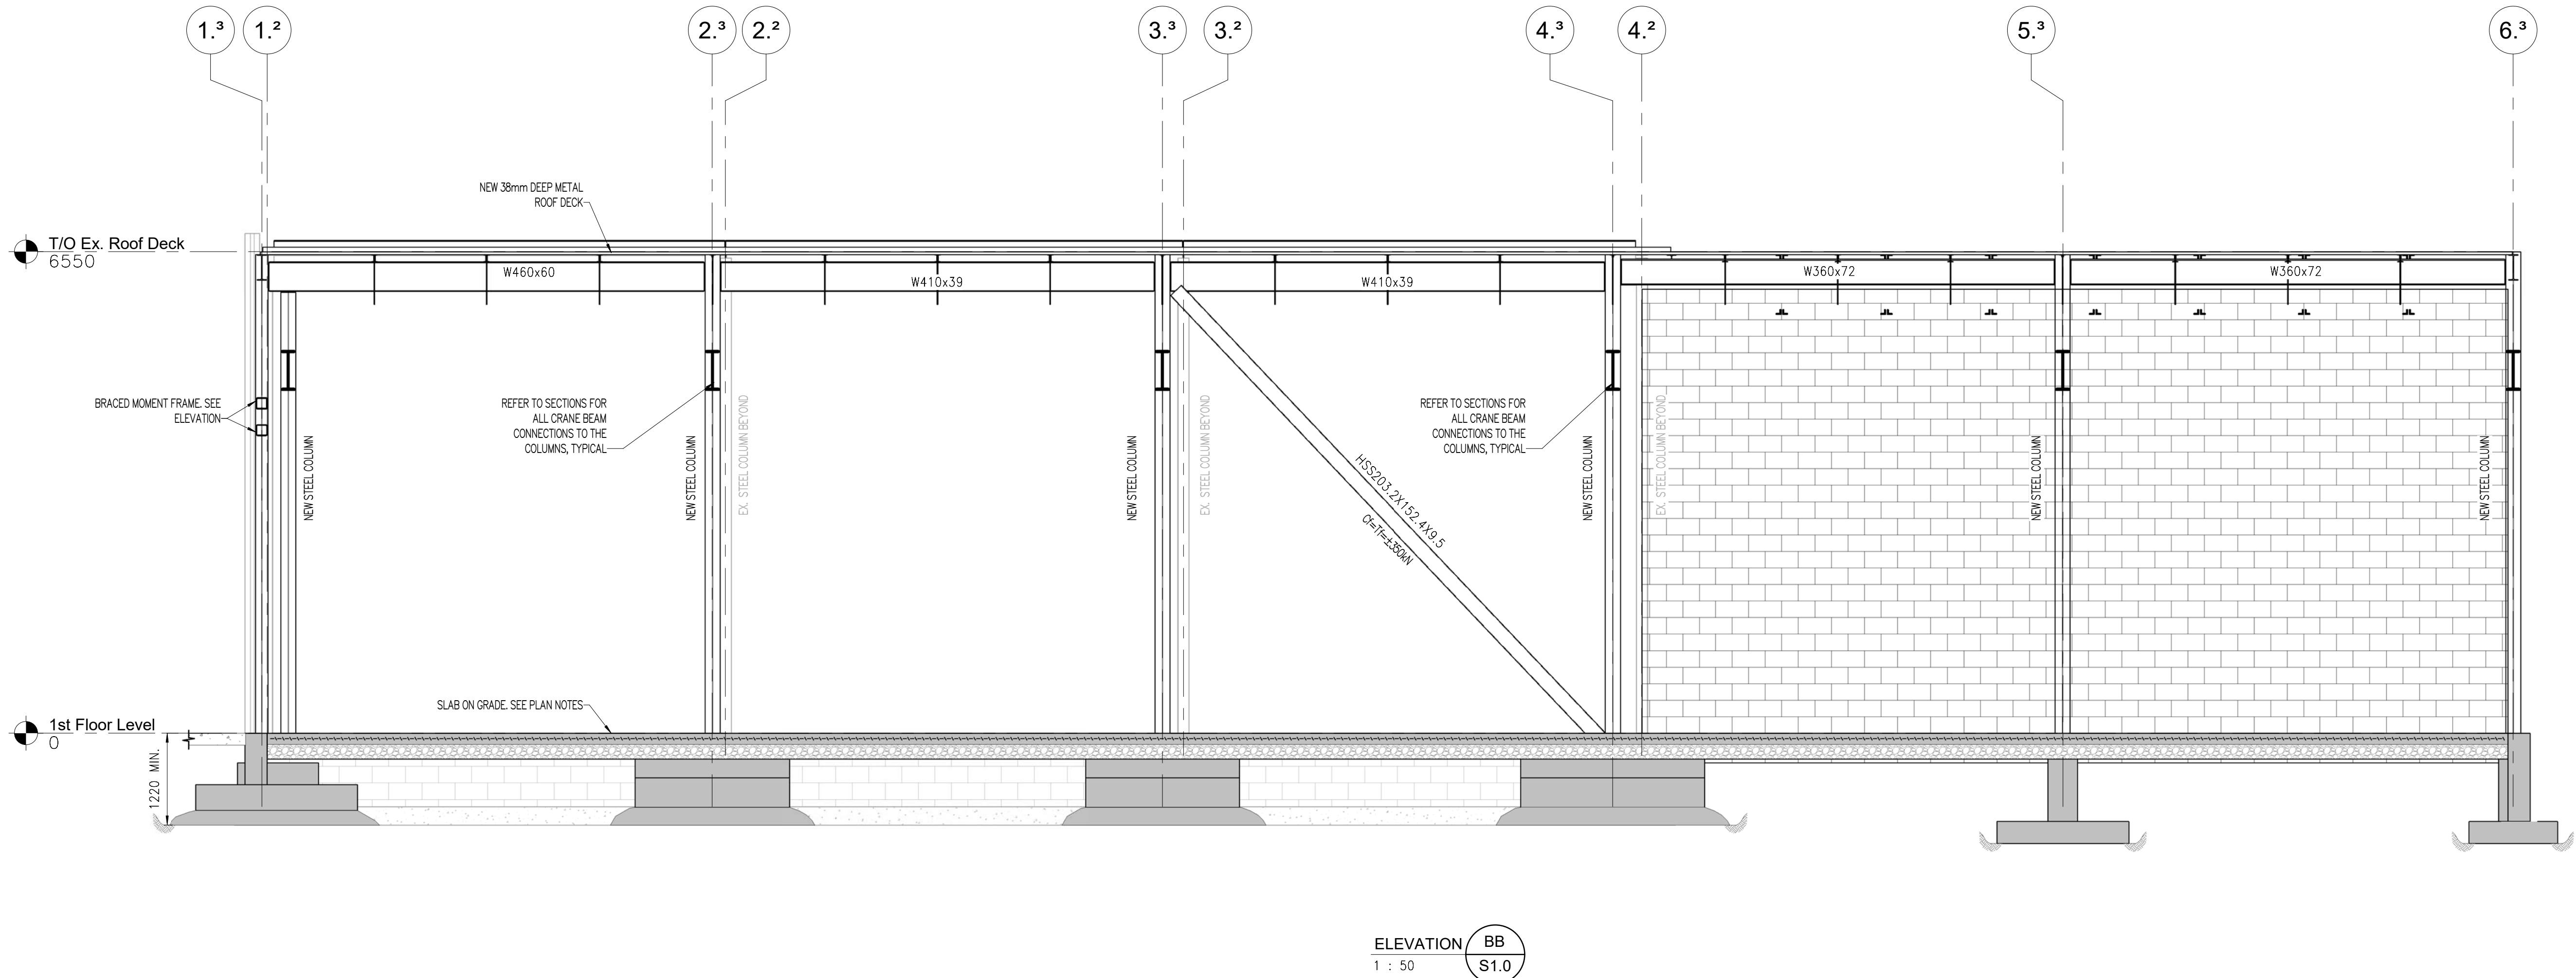 1.³
1.²
2.³
2.²
3.³
3.²
4.³
4.²
5.³
6.³
NEW 38mm DEEP METAL
ROOF DECK
T/O Ex. Roof Deck
6550
W460x60
W410x39
W410x39
W360x72
W360x72
BRACED MOMENT FRAME. SEE
ELEVATION
NEW STEEL COLUMN
REFER TO SECTIONS FOR
ALL CRANE BEAM
CONNECTIONS TO THE
COLUMNS, TYPICAL
NEW STEEL COLUMN
EX. STEEL COLUMN BEYOND
NEW STEEL COLUMN
EX. STEEL COLUMN BEYOND
HSS203.2X152.4X9.5
Cf=Tf=±350kN
REFER TO SECTIONS FOR
ALL CRANE BEAM
CONNECTIONS TO THE
COLUMNS, TYPICAL
NEW STEEL COLUMN
EX. STEEL COLUMN BEYOND
NEW STEEL COLUMN
NEW STEEL COLUMN
SLAB ON GRADE. SEE PLAN NOTES
1st Floor Level
0
1220 MIN.
ELEVATION
1 : 50
BB
S1.0